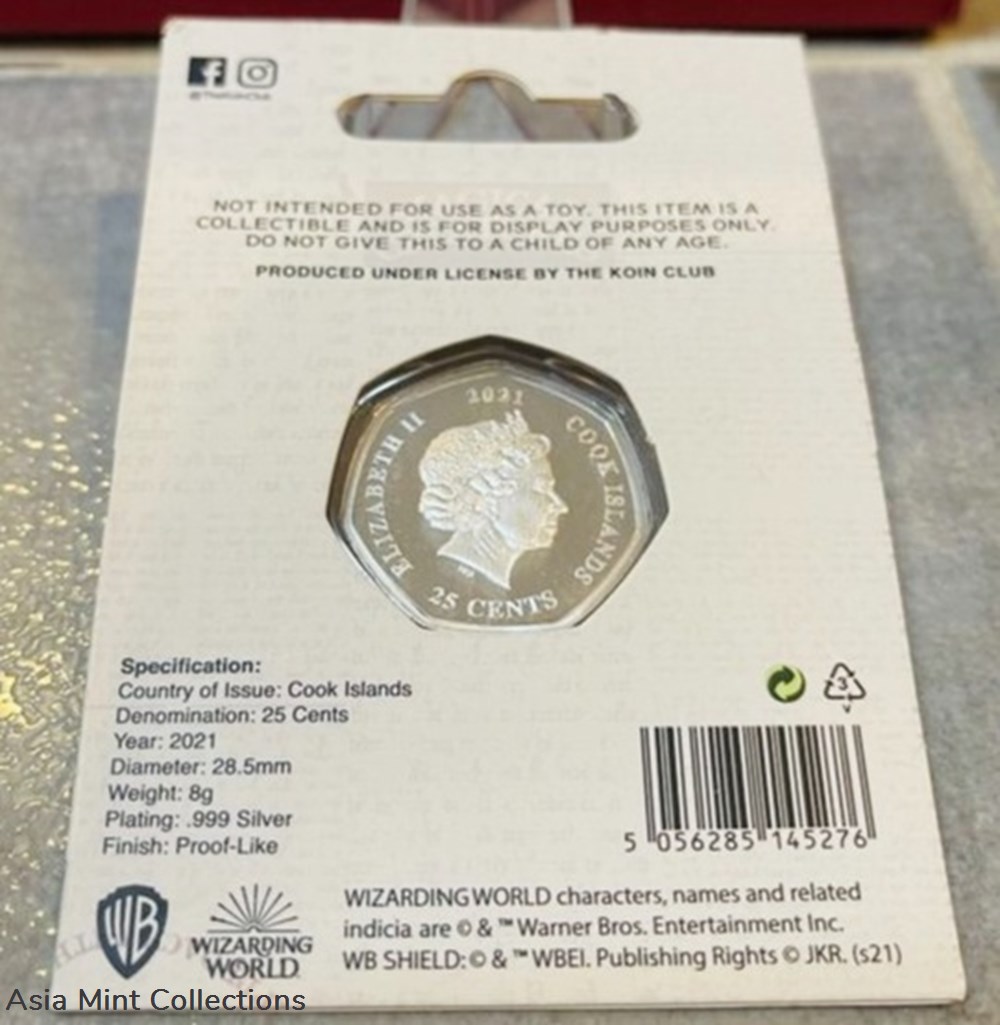 @TheKoinClub
NOT INTENDED FOR USE AS A TOY. THIS ITEM IS A
COLLECTIBLE AND IS FOR DISPLAY PURPOSES ONLY.
DO NOT GIVE THIS TO A CHILD OF ANY AGE.
PRODUCED UNDER LICENSE BY THE KOIN CLUB
2021
ELIZABETH II
COOK ISLANDS
25 CENTS
Specification:
Country of Issue: Cook Islands
Denomination: 25 Cents
Year: 2021
Diameter: 28.5mm
Weight: 8g
Plating: .999 Silver
Finish: Proof-Like
3
V
5 056285 145276
WB
WIZARDING
WORLD
WIZARDING WORLD characters, names and related
indicia are © & ™ Warner Bros. Entertainment Inc.
WB SHIELD: © & ™ WBEI. Publishing Rights © JKR. (s21)
Asia Mint Collections